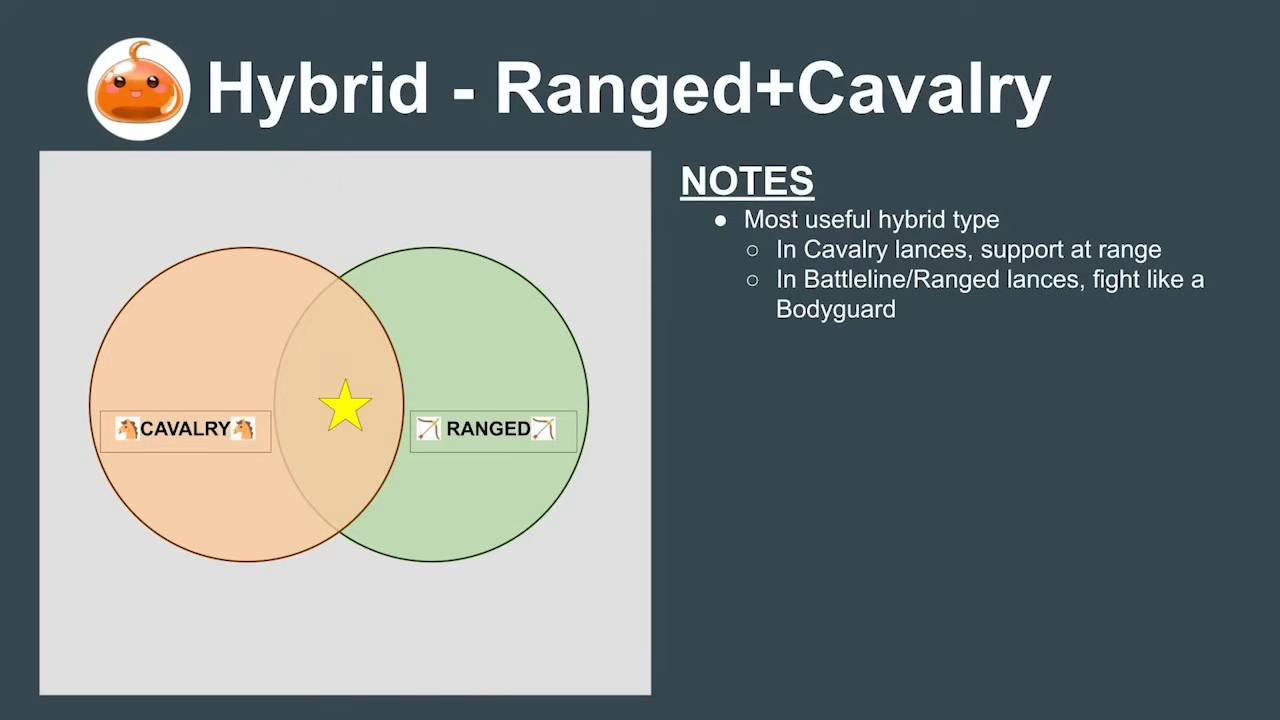 Hybrid - Ranged+Cavalry
NOTES
● Most useful hybrid type
○ In Cavalry lances, support at range
○ In Battleline/Ranged lances, fight like a
Bodyguard
🐴CAVALRY🐴
🏹 RANGED🏹